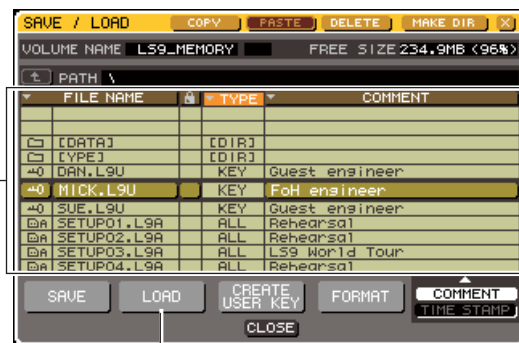 SAVE / LOAD COPY PASTE DELETE MAKE DIR X
VOLUME NAME LS9_MEMORY FREE SIZE 234.9MB (96%)
PATH \
FILE NAME TYPE COMMENT
[DATA] [DIR]
[YPE] [DIR]
DAN.L9U KEY Guest engineer
MICK.L9U KEY FoH engineer
SUE.L9U KEY Guest engineer
SETUP01.L9A ALL Rehearsal
SETUP02.L9A ALL Rehearsal
SETUP03.L9A ALL LS9 World Tour
SETUP04.L9A ALL Rehearsal
SAVE LOAD CREATE USER KEY FORMAT COMMENT
TIME STAMP
CLOSE